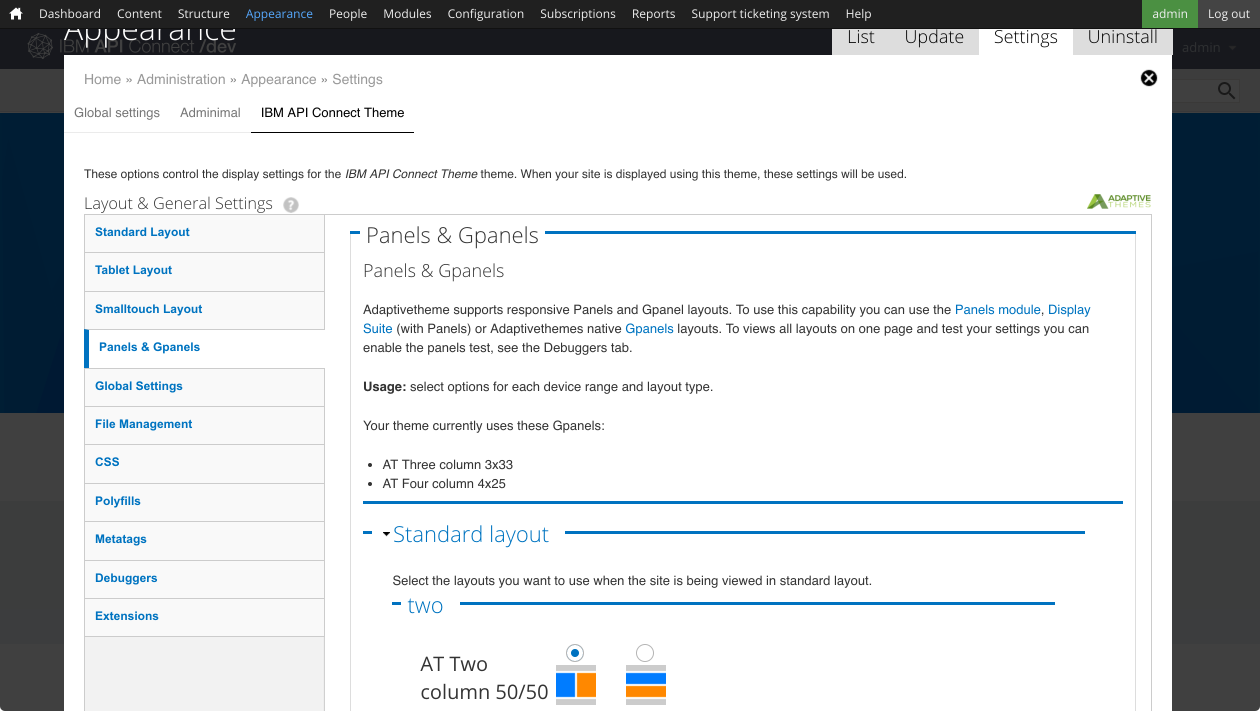 Dashboard Content Structure Appearance People Modules Configuration Subscriptions Reports Support ticketing system Help admin Log out
Appearance
IBM API Connect /dev
List Update Settings Uninstall
admin
Home » Administration » Appearance » Settings
Global settings Adminimal IBM API Connect Theme
These options control the display settings for the IBM API Connect Theme theme. When your site is displayed using this theme, these settings will be used.
Layout & General Settings ?
ADAPTIVE
THEMES
Standard Layout
Tablet Layout
Smalltouch Layout
Panels & Gpanels
Global Settings
File Management
CSS
Polyfills
Metatags
Debuggers
Extensions
Panels & Gpanels
Panels & Gpanels
Adaptivetheme supports responsive Panels and Gpanel layouts. To use this capability you can use the Panels module, Display
Suite (with Panels) or Adaptivethemes native Gpanels layouts. To views all layouts on one page and test your settings you can
enable the panels test, see the Debuggers tab.
Usage: select options for each device range and layout type.
Your theme currently uses these Gpanels:
• AT Three column 3x33
• AT Four column 4x25
Standard layout
Select the layouts you want to use when the site is being viewed in standard layout.
two
AT Two
column 50/50